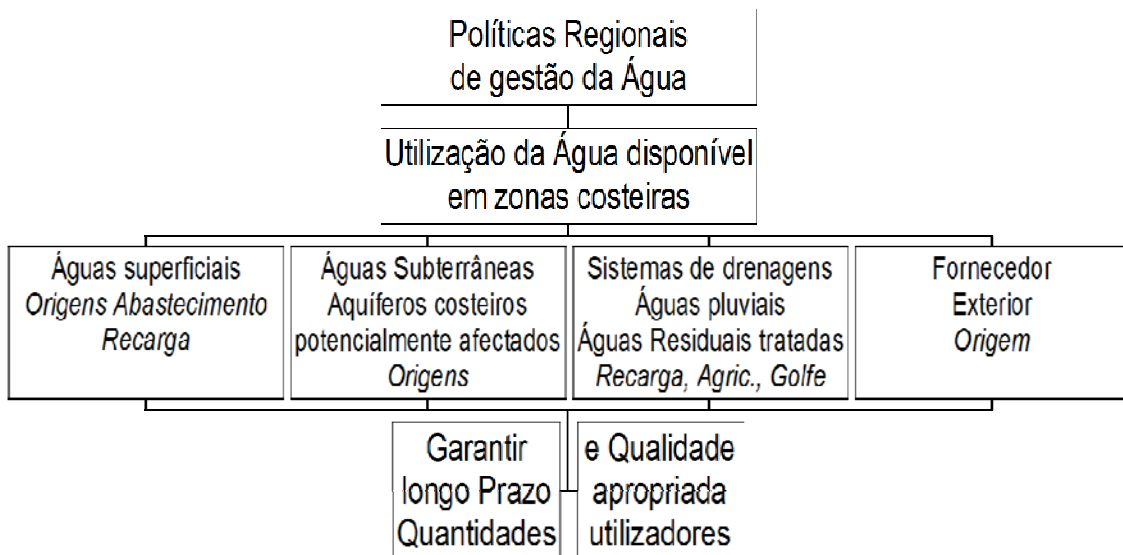 Políticas Regionais
de gestão da Água
Utilização da Água disponível
em zonas costeiras
Águas superficiais
Origens Abastecimento
Recarga
Águas Subterrâneas
Aquíferos costeiros
potencialmente afectados
Origens
Sistemas de drenagens
Águas pluviais
Águas Residuais tratadas
Recarga, Agric., Golfe
Fornecedor
Exterior
Origem
Garantir
longo Prazo
Quantidades
e Qualidade
apropriada
utilizadores